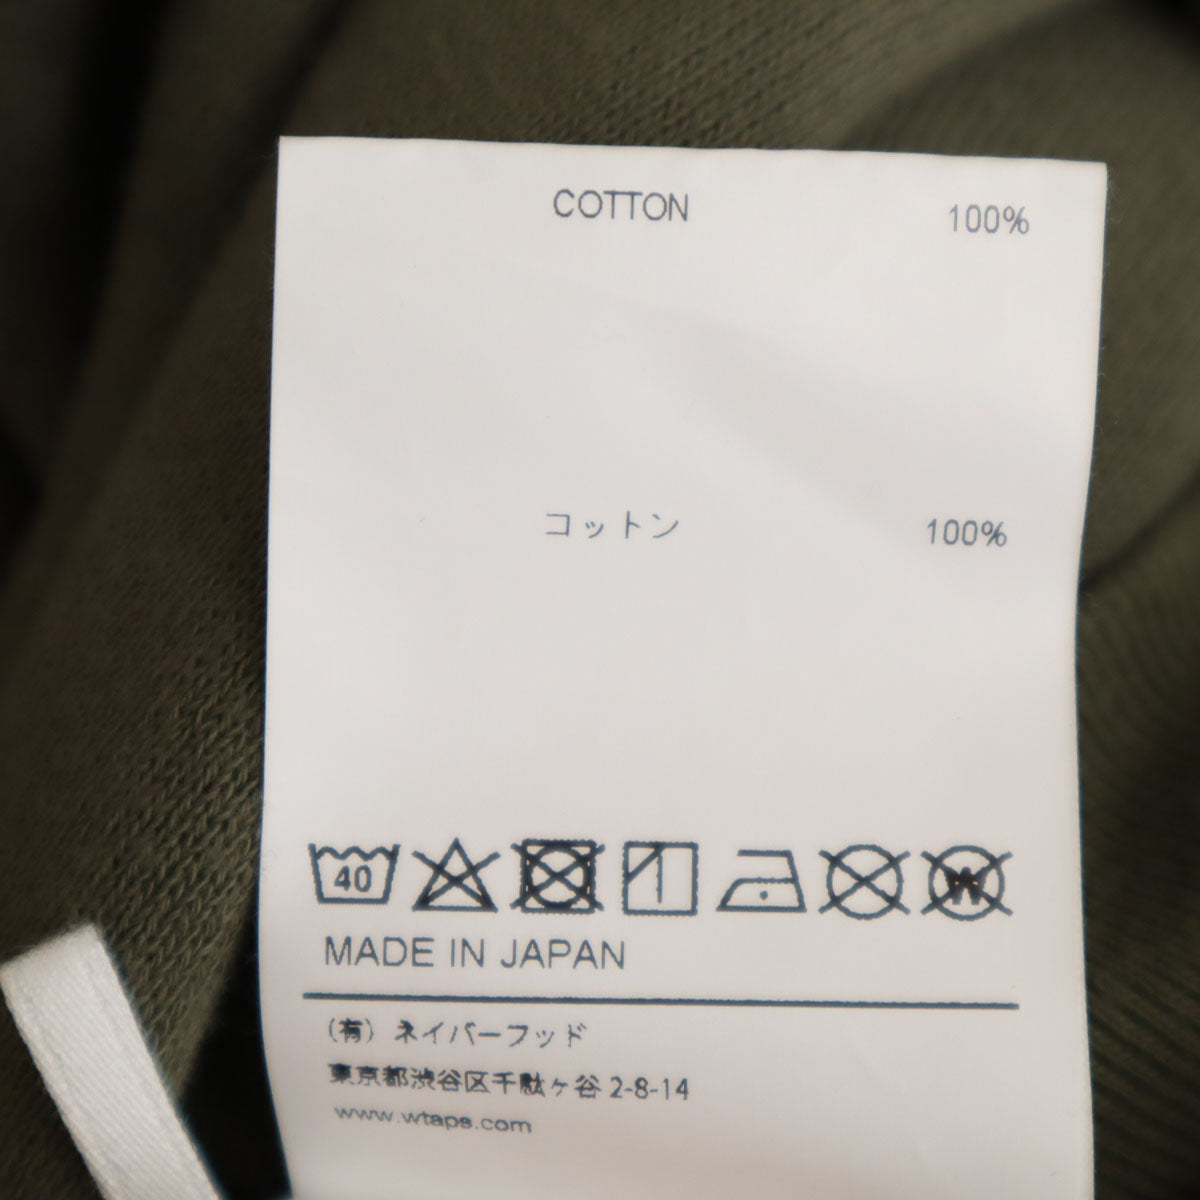 COTTON 100%
コットン 100%
40
W
MADE IN JAPAN
(有) ネイバーフッド
東京都渋谷区千駄ヶ谷 2-8-14
www.wtaps.com